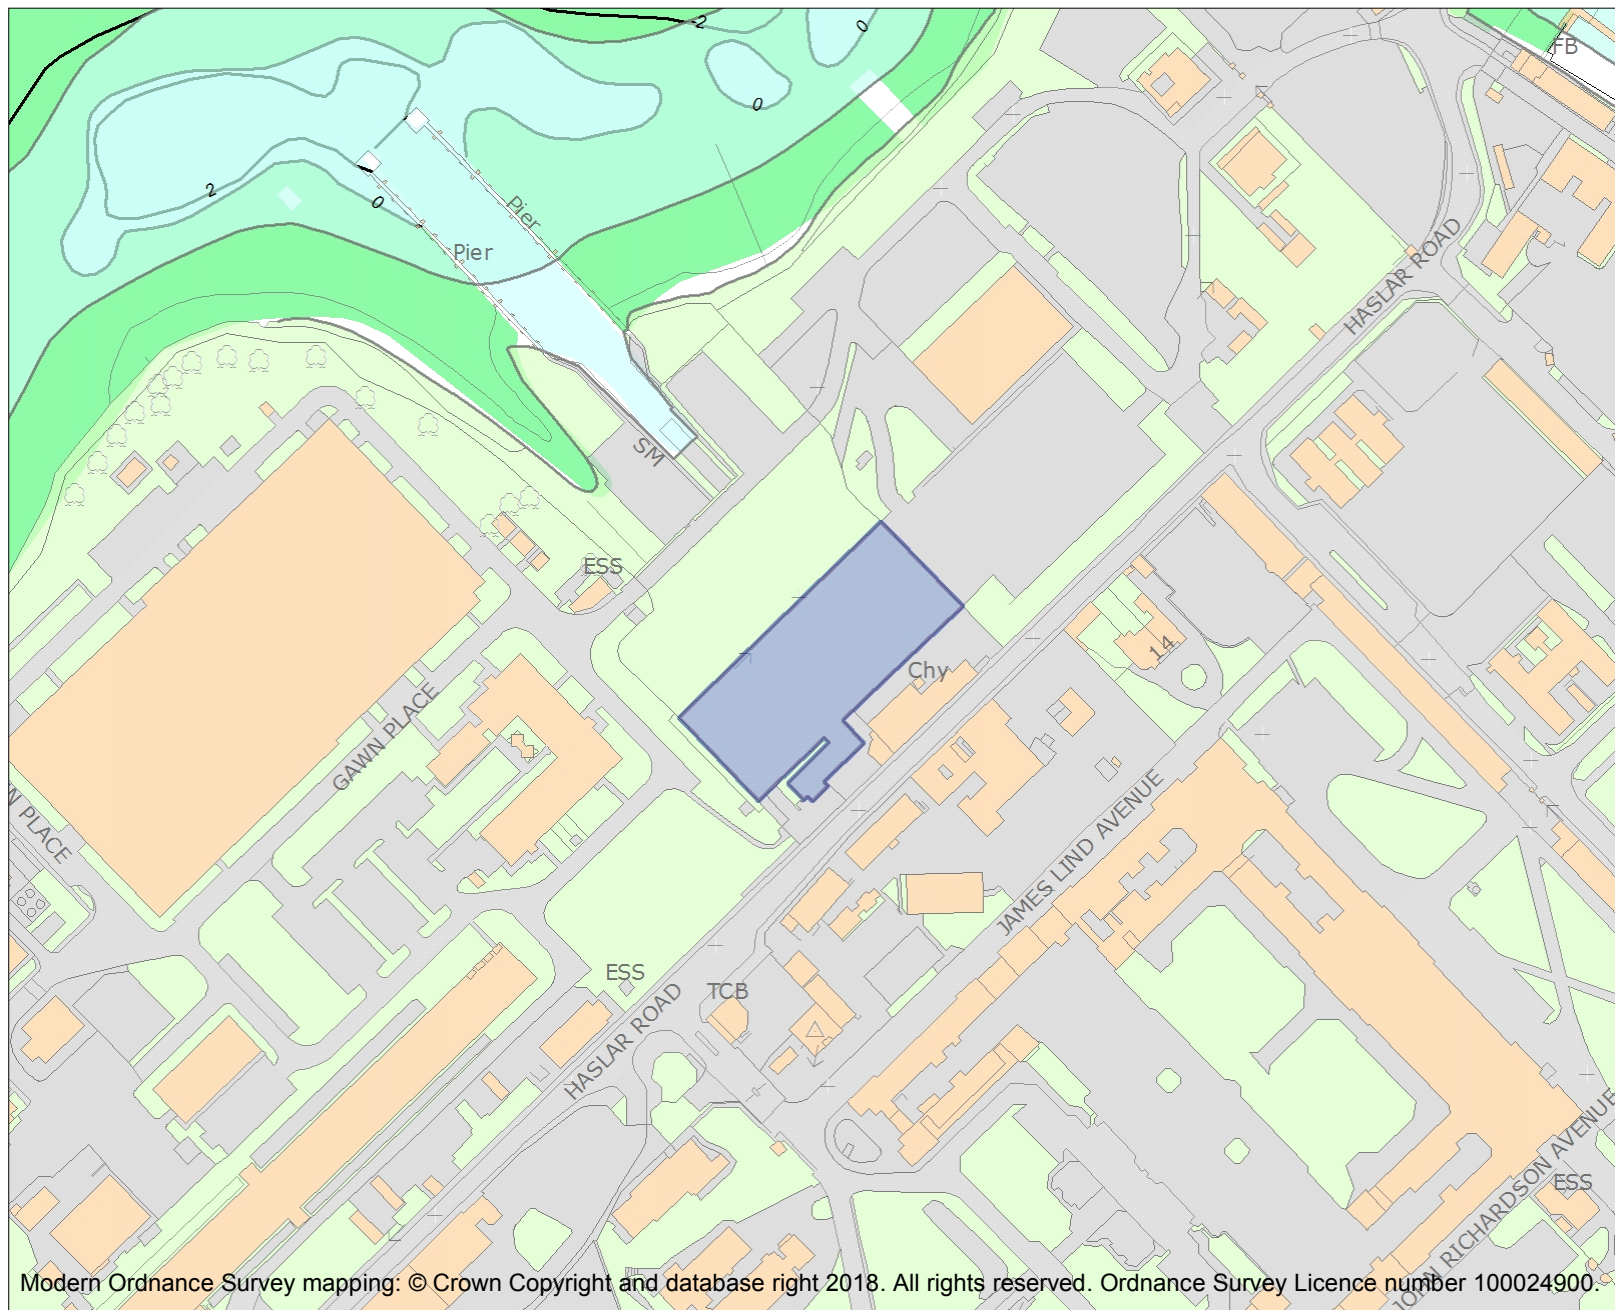 -2
0
FB
0
2
0
Pier
Pier
HASLAR ROAD
SM
ESS
14
Chy
GAWN PLACE
N PLACE
JAMES LIND AVENUE
ESS
TCB
HASLAR ROAD
ESS
JOHN RICHARDSON AVENUE
Modern Ordnance Survey mapping: © Crown Copyright and database right 2018. All rights reserved. Ordnance Survey Licence number 100024900.